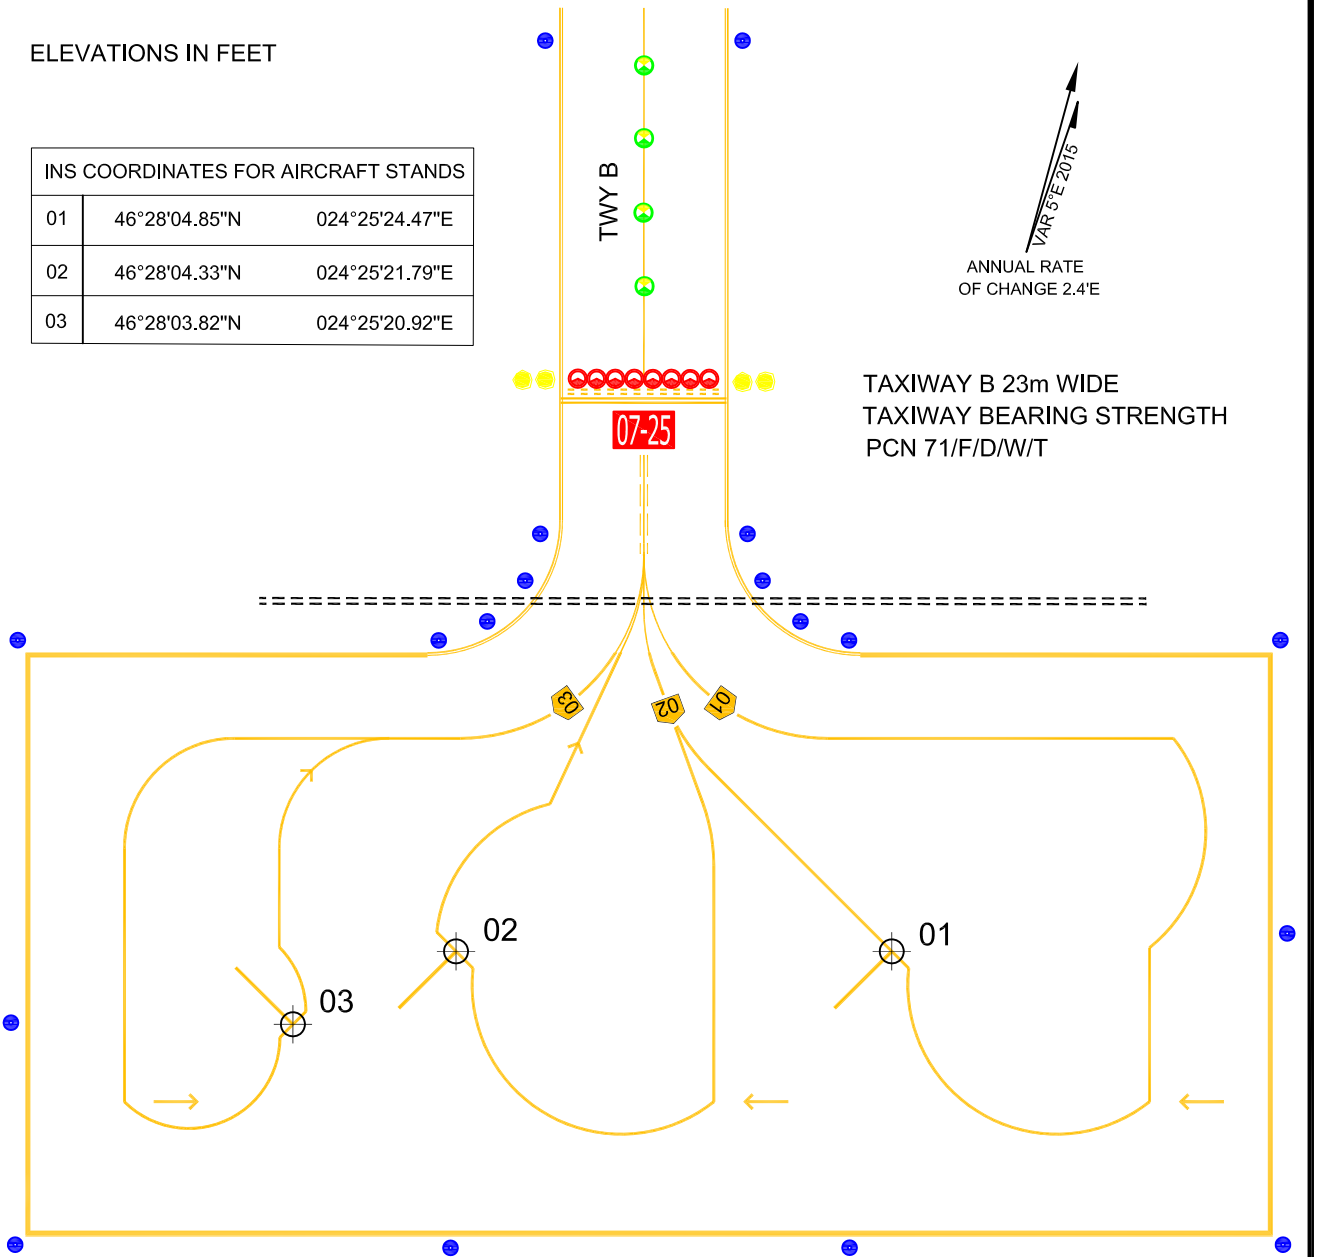 ELEVATIONS IN FEET
INS COORDINATES FOR AIRCRAFT STANDS
01 46°28'04.85"N 024°25'24.47"E
02 46°28'04.33"N 024°25'21.79"E
03 46°28'03.82"N 024°25'20.92"E
TWY B
VAR 5°E 2015
ANNUAL RATE
OF CHANGE 2.4'E
TAXIWAY B 23m WIDE
TAXIWAY BEARING STRENGTH
PCN 71/F/D/W/T
07-25
03
02
01
02
01
03